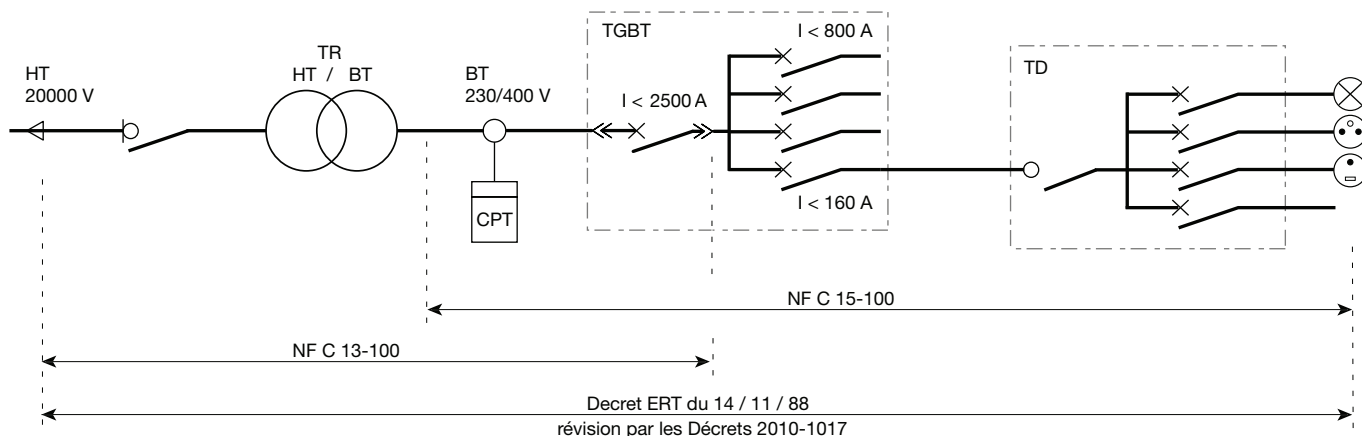 HT
20000 V
TR
HT / BT
BT
230/400 V
CPT
TGBT
I < 2500 A
I < 800 A
I < 160 A
TD
NF C 15-100
NF C 13-100
Decret ERT du 14 / 11 / 88
révision par les Décrets 2010-1017